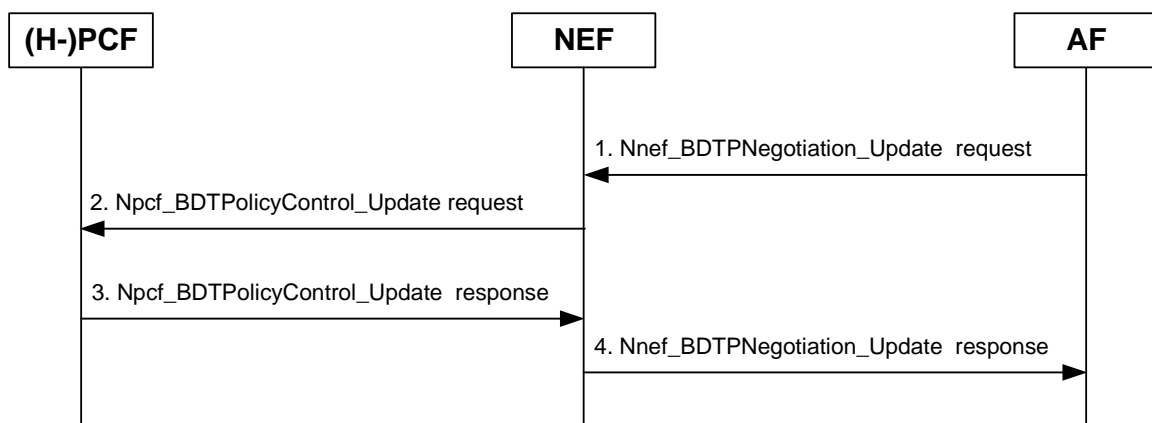 (H-)PCF
NEF
AF
1. Nnef_BDTPNegotiation_Update request
2. Npcf_BDTPolicyControl_Update request
3. Npcf_BDTPolicyControl_Update response
4. Nnef_BDTPNegotiation_Update response